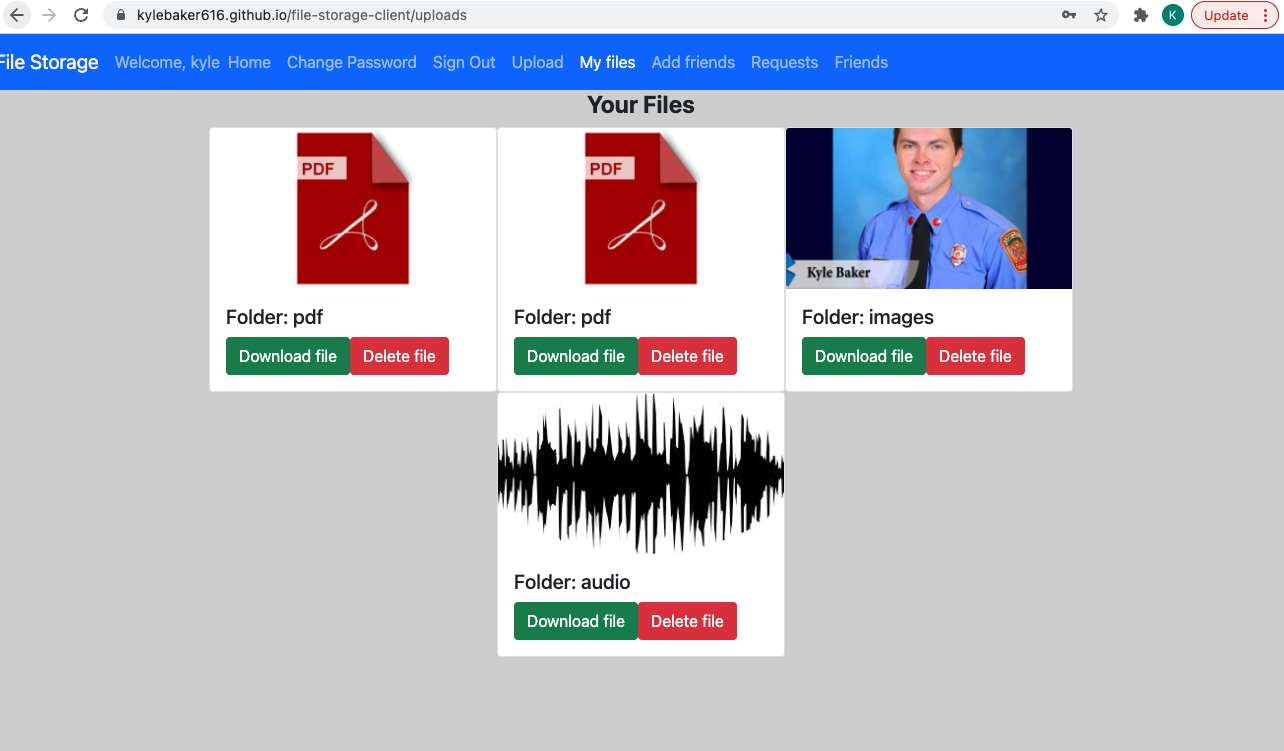 kylebaker616.github.io/file-storage-client/uploads
K
Update
File Storage Welcome, kyle Home Change Password Sign Out Upload My files Add friends Requests Friends
Your Files
PDF
Folder: pdf
Download file Delete file
PDF
Folder: pdf
Download file Delete file
Kyle Baker
Folder: images
Download file Delete file
Folder: audio
Download file Delete file